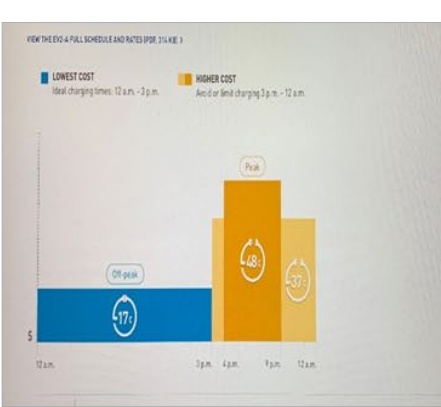 VIEW THE EV2-A FULL SCHEDULE AND RATES (PDF, 314 KB) >
LOWEST COST
Ideal charging times: 12 a.m. - 3 p.m.
HIGHER COST
Avoid or limit charging 3 p.m. - 12 a.m.
Peak
48¢
37¢
Off-peak
17¢
$
12 a.m.
3 p.m.
4 p.m.
9 p.m.
12 a.m.